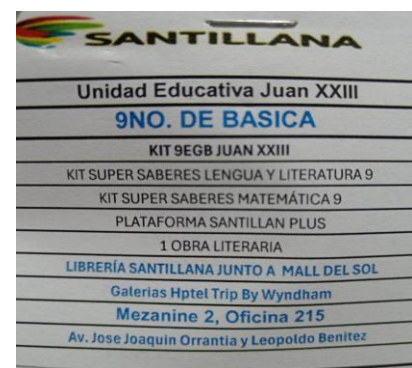 SANTILLANA
Unidad Educativa Juan XXIII
9NO. DE BASICA
KIT 9EGB JUAN XXIII
KIT SUPER SABERES LENGUA Y LITERATURA 9
KIT SUPER SABERES MATEMÁTICA 9
PLATAFORMA SANTILLAN PLUS
1 OBRA LITERARIA
LIBRERÍA SANTILLANA JUNTO A MALL DEL SOL
Galerias Hptel Trip By Wyndham
Mezanine 2, Oficina 215
Av. Jose Joaquin Orrantia y Leopoldo Benitez